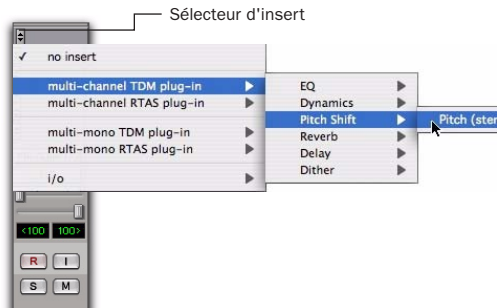 Sélecteur d'insert
✓ no insert
multi-channel TDM plug-in
multi-channel RTAS plug-in
multi-mono TDM plug-in
multi-mono RTAS plug-in
i/o
EQ
Dynamics
Pitch Shift
Reverb
Delay
Dither
Pitch (ster
<100 100>
R I
S M